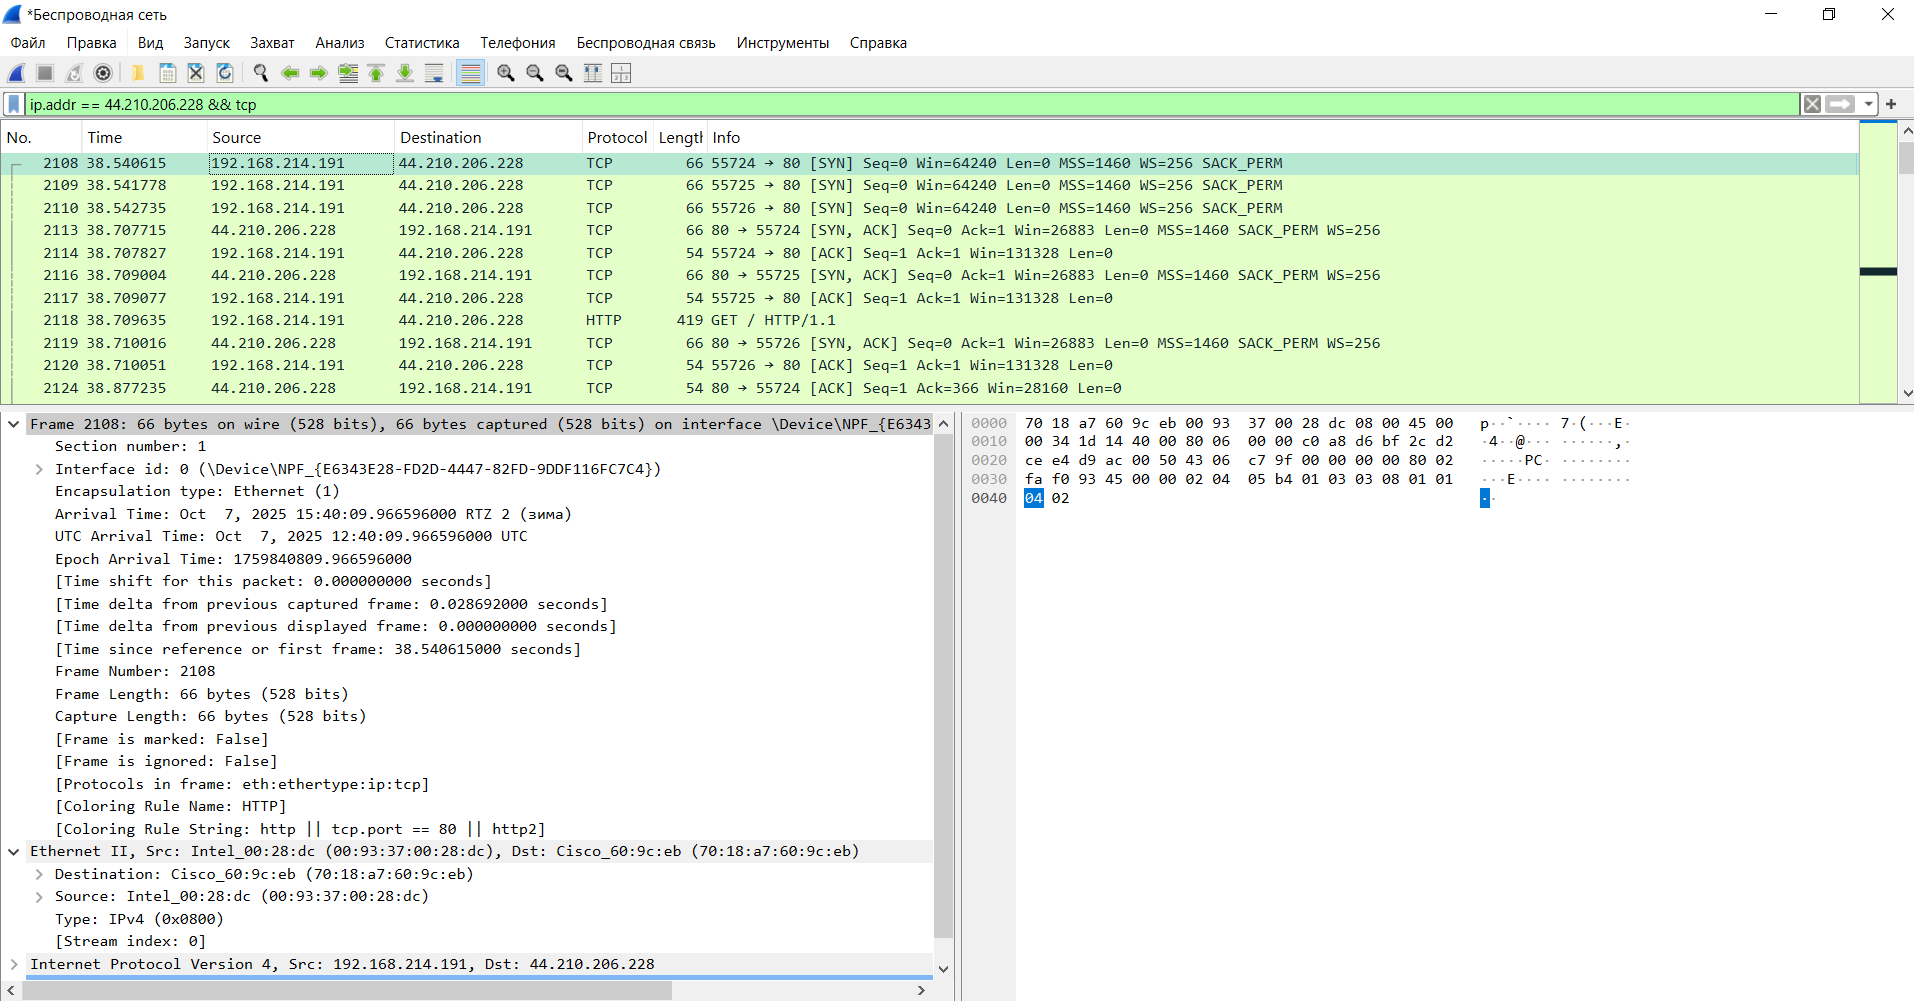 *Беспроводная сеть
Файл Правка Вид Запуск Захват Анализ Статистика Телефония Беспроводная связь Инструменты Справка
ip.addr == 44.210.206.228 && tcp
No. Time Source Destination Protocol Length Info
2108 38.540615 192.168.214.191 44.210.206.228 TCP 66 55724 → 80 [SYN] Seq=0 Win=64240 Len=0 MSS=1460 WS=256 SACK_PERM
2109 38.541778 192.168.214.191 44.210.206.228 TCP 66 55725 → 80 [SYN] Seq=0 Win=64240 Len=0 MSS=1460 WS=256 SACK_PERM
2110 38.542735 192.168.214.191 44.210.206.228 TCP 66 55726 → 80 [SYN] Seq=0 Win=64240 Len=0 MSS=1460 WS=256 SACK_PERM
2113 38.707715 44.210.206.228 192.168.214.191 TCP 66 80 → 55724 [SYN, ACK] Seq=0 Ack=1 Win=26883 Len=0 MSS=1460 SACK_PERM WS=256
2114 38.707827 192.168.214.191 44.210.206.228 TCP 54 55724 → 80 [ACK] Seq=1 Ack=1 Win=131328 Len=0
2116 38.709004 44.210.206.228 192.168.214.191 TCP 66 80 → 55725 [SYN, ACK] Seq=0 Ack=1 Win=26883 Len=0 MSS=1460 SACK_PERM WS=256
2117 38.709077 192.168.214.191 44.210.206.228 TCP 54 55725 → 80 [ACK] Seq=1 Ack=1 Win=131328 Len=0
2118 38.709635 192.168.214.191 44.210.206.228 HTTP 419 GET / HTTP/1.1
2119 38.710016 44.210.206.228 192.168.214.191 TCP 66 80 → 55726 [SYN, ACK] Seq=0 Ack=1 Win=26883 Len=0 MSS=1460 SACK_PERM WS=256
2120 38.710051 192.168.214.191 44.210.206.228 TCP 54 55726 → 80 [ACK] Seq=1 Ack=1 Win=131328 Len=0
2124 38.877235 44.210.206.228 192.168.214.191 TCP 54 80 → 55724 [ACK] Seq=1 Ack=366 Win=28160 Len=0
Frame 2108: 66 bytes on wire (528 bits), 66 bytes captured (528 bits) on interface \Device\NPF_{E6343
Section number: 1
Interface id: 0 (\Device\NPF_{E6343E28-FD2D-4447-82FD-9DDF116FC7C4})
Encapsulation type: Ethernet (1)
Arrival Time: Oct  7, 2025 15:40:09.966596000 RTZ 2 (зима)
UTC Arrival Time: Oct  7, 2025 12:40:09.966596000 UTC
Epoch Arrival Time: 1759840809.966596000
[Time shift for this packet: 0.000000000 seconds]
[Time delta from previous captured frame: 0.028692000 seconds]
[Time delta from previous displayed frame: 0.000000000 seconds]
[Time since reference or first frame: 38.540615000 seconds]
Frame Number: 2108
Frame Length: 66 bytes (528 bits)
Capture Length: 66 bytes (528 bits)
[Frame is marked: False]
[Frame is ignored: False]
[Protocols in frame: eth:ethertype:ip:tcp]
[Coloring Rule Name: HTTP]
[Coloring Rule String: http || tcp.port == 80 || http2]
Ethernet II, Src: Intel_00:28:dc (00:93:37:00:28:dc), Dst: Cisco_60:9c:eb (70:18:a7:60:9c:eb)
Destination: Cisco_60:9c:eb (70:18:a7:60:9c:eb)
Source: Intel_00:28:dc (00:93:37:00:28:dc)
Type: IPv4 (0x0800)
[Stream index: 0]
Internet Protocol Version 4, Src: 192.168.214.191, Dst: 44.210.206.228
0000 70 18 a7 60 9c eb 00 93 37 00 28 dc 08 00 45 00 p··`···· 7·(···E·
0010 00 34 1d 14 40 00 80 06 00 00 c0 a8 d6 bf 2c d2 ·4··@··· ······,·
0020 ce e4 d9 ac 00 50 43 06 c7 9f 00 00 00 00 80 02 ·····PC· ········
0030 fa f0 93 45 00 00 02 04 05 b4 01 03 03 08 01 01 ···E···· ········
0040 04 02 ··